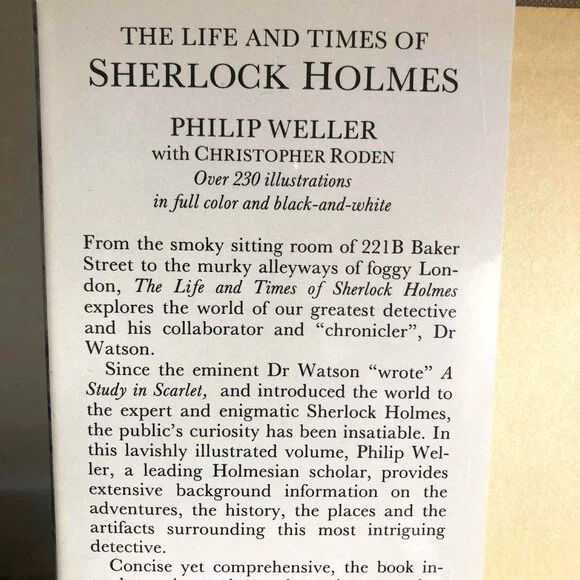 THE LIFE AND TIMES OF
SHERLOCK HOLMES
PHILIP WELLER
with CHRISTOPHER RODEN
Over 230 illustrations
in full color and black-and-white
From the smoky sitting room of 221B Baker
Street to the murky alleyways of foggy Lon-
don, The Life and Times of Sherlock Holmes
explores the world of our greatest detective
and his collaborator and “chronicler”, Dr
Watson.
Since the eminent Dr Watson “wrote” A
Study in Scarlet, and introduced the world to
the expert and enigmatic Sherlock Holmes,
the public's curiosity has been insatiable. In
this lavishly illustrated volume, Philip Wel-
ler, a leading Holmesian scholar, provides
extensive background information on the
adventures, the history, the places and the
artifacts surrounding this most intriguing
detective.
Concise yet comprehensive, the book in-